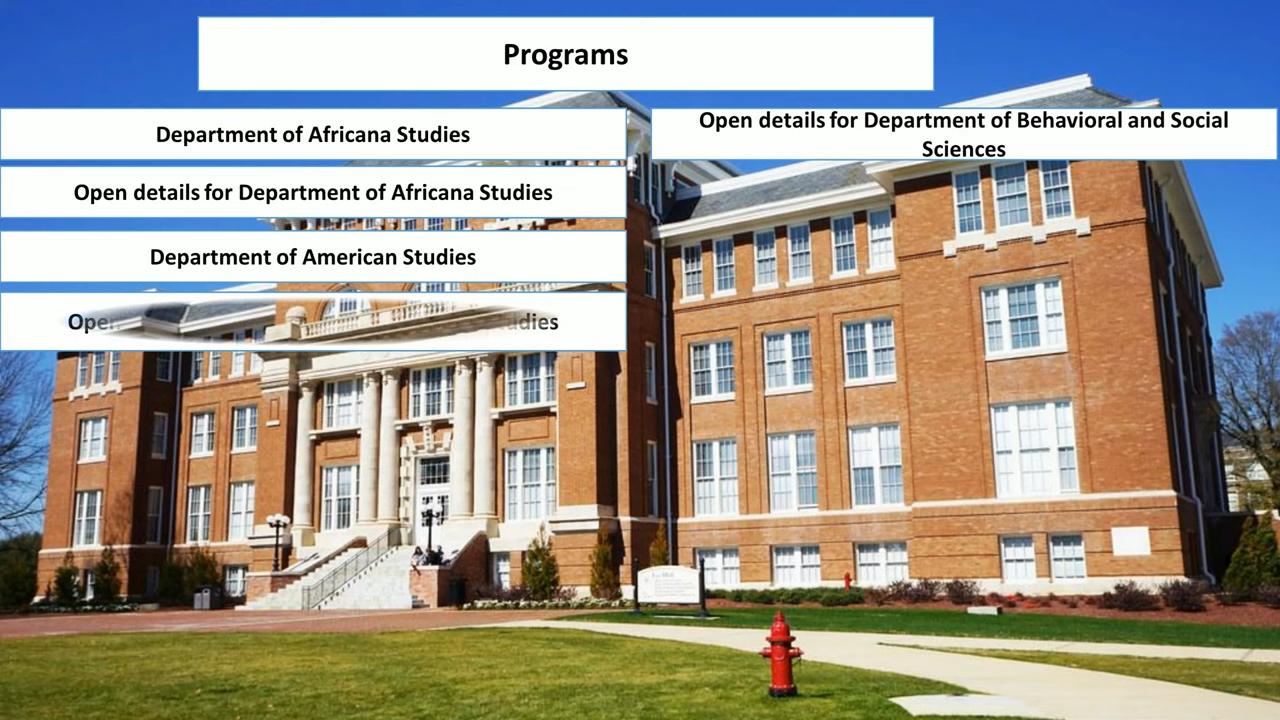 Programs
Department of Africana Studies
Open details for Department of Behavioral and Social
Sciences
Open details for Department of Africana Studies
Department of American Studies